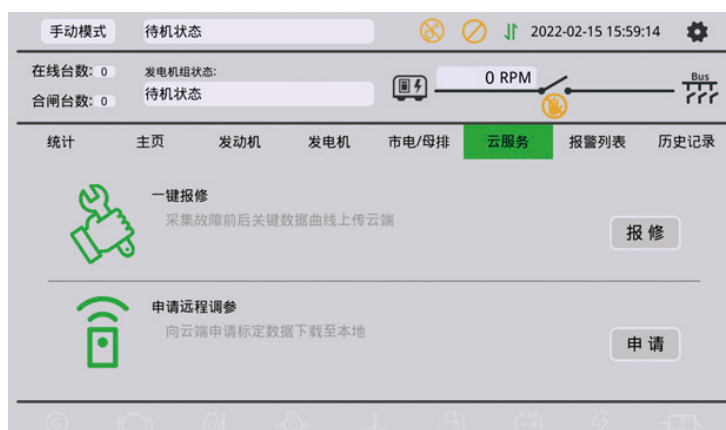 手动模式 待机状态 2022-02-15 15:59:14
在线台数: 0 发电机组状态: 0 RPM Bus
合闸台数: 0 待机状态
统计 主页 发动机 发电机 市电/母排 云服务 报警列表 历史记录
一键报修
采集故障前后关键数据曲线上传云端
报修
申请远程调参
向云端申请标定数据下载至本地
申请